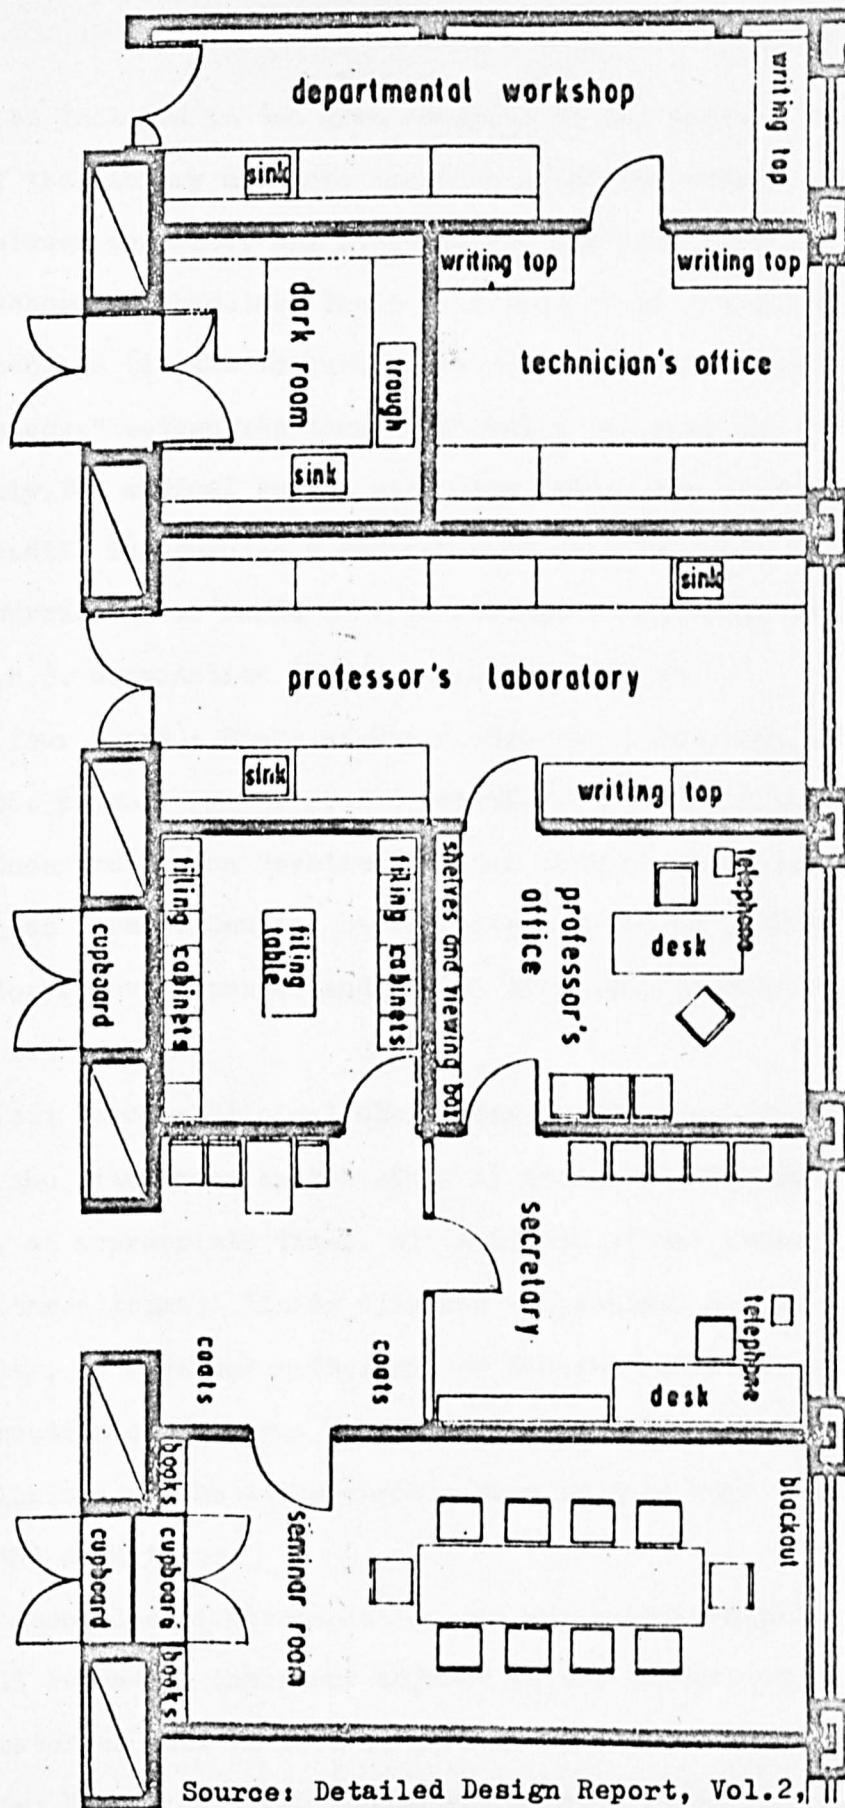 departmental workshop
writing top
sink
writing top
writing top
dark room
technician's office
trough
sink
sink
professor's laboratory
sink
writing top
filing cabinets
filing table
filing cabinets
shelves and viewing box
professor's office
telephone
desk
cupboard
secretary
telephone
desk
coats
coats
books
cupboard
cupboard
books
seminar room
blackout
Source: Detailed Design Report, Vol.2,